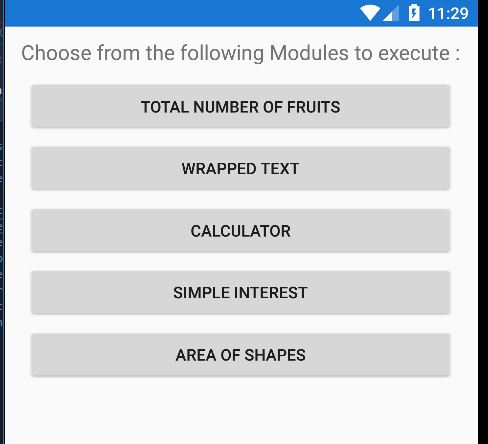 11:29
Choose from the following Modules to execute :
TOTAL NUMBER OF FRUITS
WRAPPED TEXT
CALCULATOR
SIMPLE INTEREST
AREA OF SHAPES